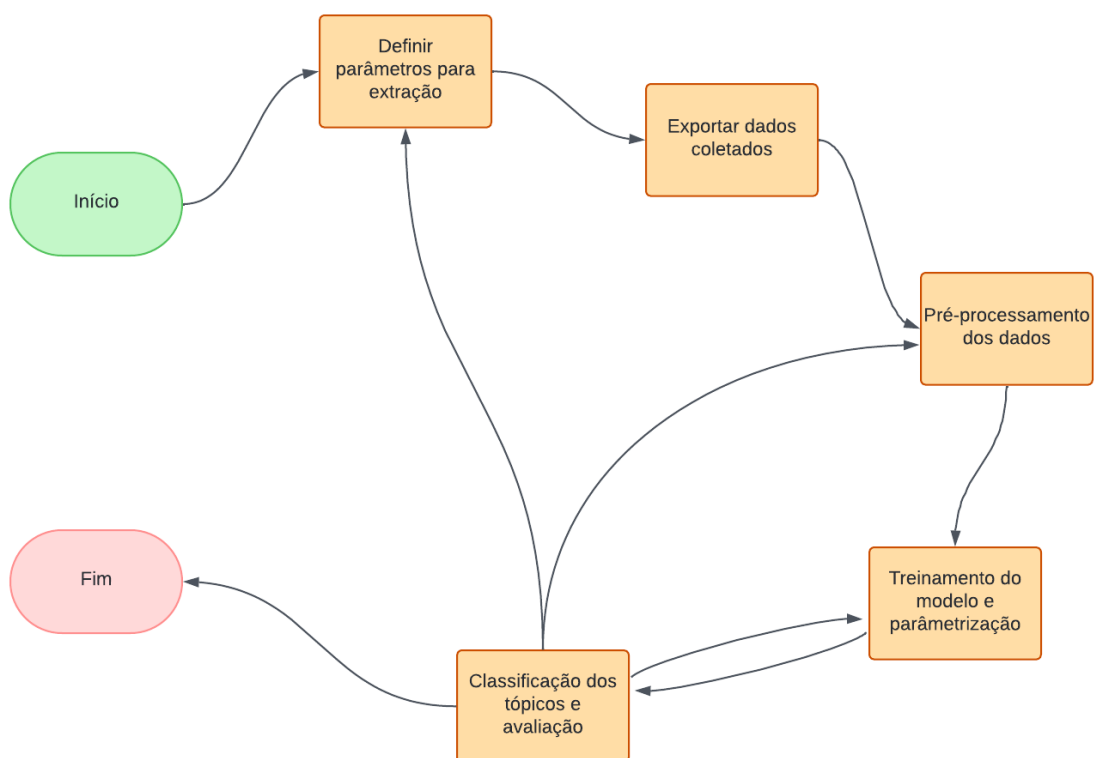 Definir
parâmetros para
extração
Exportar dados
coletados
Início
Pré-processamento
dos dados
Fim
Treinamento do
modelo e
parâmetrização
Classificação dos
tópicos e
avaliação